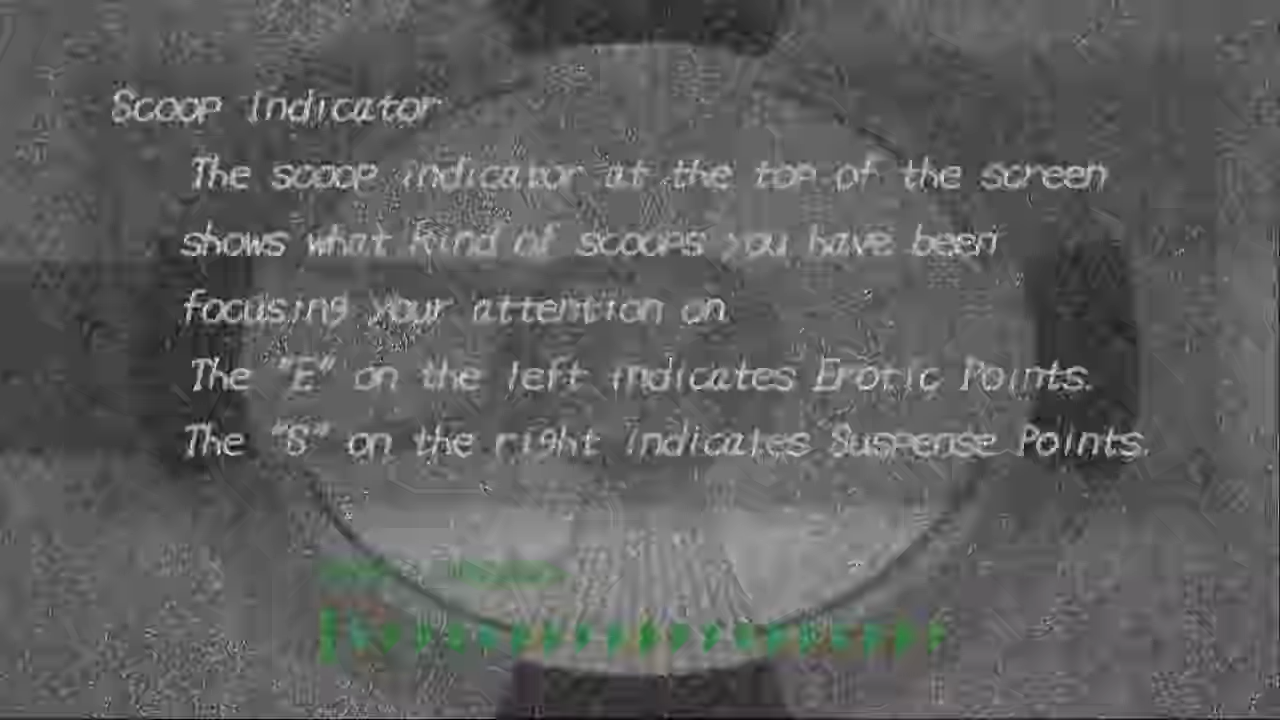 Scoop Indicator
The scoop indicator at the top of the screen
shows what kind of scoops you have been
focusing your attention on.
The "E" on the left indicates Erotic Points.
The "S" on the right indicates Suspense Points.